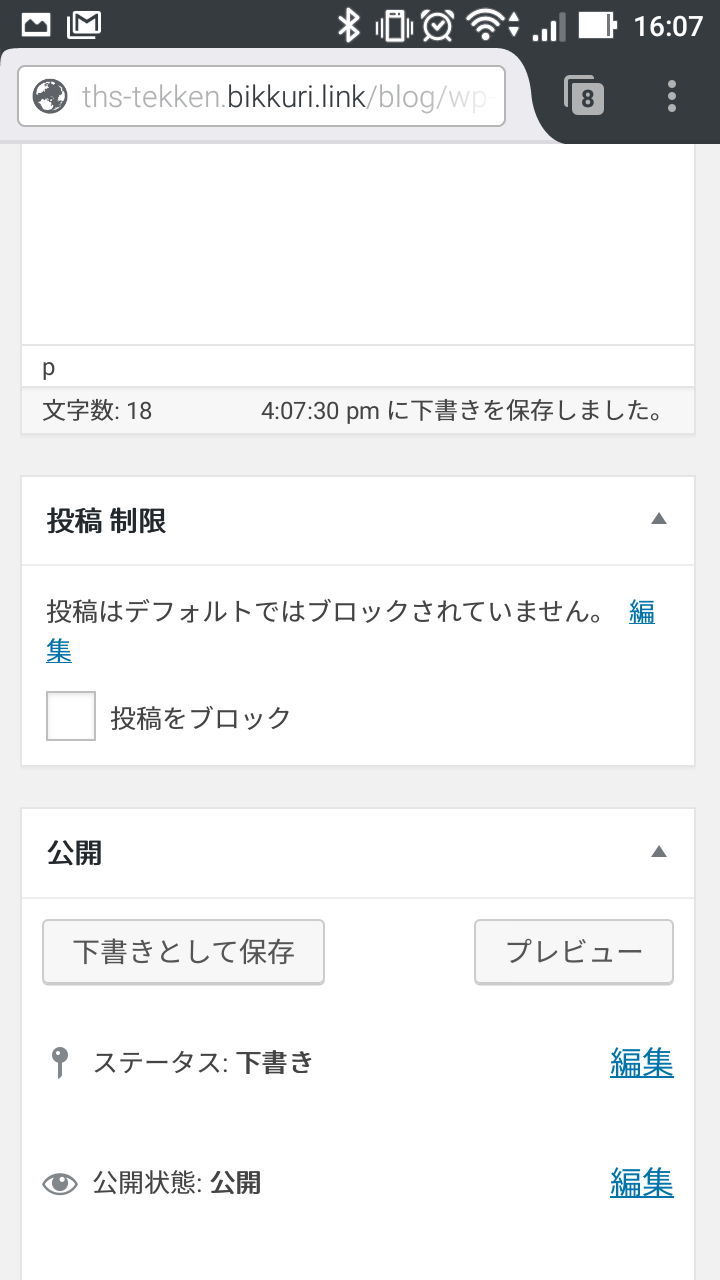 16:07
ths-tekken.bikkuri.link/blog/wp-
8
p
文字数: 18 4:07:30 pm に下書きを保存しました。
投稿 制限
投稿はデフォルトではブロックされていません。 編
集
投稿をブロック
公開
下書きとして保存 プレビュー
ステータス: 下書き 編集
公開状態: 公開 編集